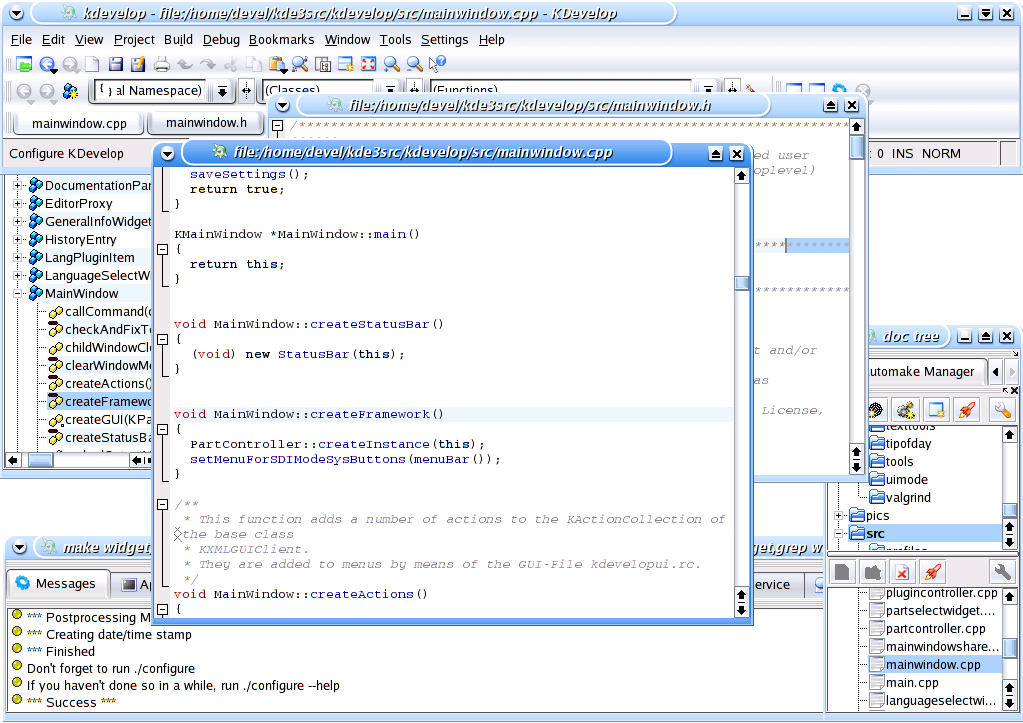 kdevelop - file:/home/devel/kde3src/kdevelop/src/mainwindow.cpp - KDevelop
File Edit View Project Build Debug Bookmarks Window Tools Settings Help
al Namespace) (Classes) (Functions)
mainwindow.cpp mainwindow.h
Configure KDevelop
: 0 INS NORM
file:/home/devel/kde3src/kdevelop/src/mainwindow.h
ed user
oplevel)
t and/or
as
License,
file:/home/devel/kde3src/kdevelop/src/mainwindow.cpp
saveSettings();
return true;
}
KMainWindow *MainWindow::main()
{
return this;
}
void MainWindow::createStatusBar()
{
(void) new StatusBar(this);
}
void MainWindow::createFramework()
{
PartController::createInstance(this);
setMenuForSDIModeSysButtons(menuBar());
}
/**
* This function adds a number of actions to the KActionCollection of
the base class
* KXMLGUIClient.
* They are added to menus by means of the GUI-File kdevelopui.rc.
*/
void MainWindow::createActions()
{
DocumentationPar
EditorProxy
GeneralInfoWidget
HistoryEntry
LangPluginItem
LanguageSelectW
MainWindow
callCommand(
checkAndFixTo
childWindowClo
clearWindowMe
createActions()
createFramewo
createGUI(KPa
createStatusBa
doc tree
utomake Manager
texttools
tipofday
tools
uimode
valgrind
pics
src
profiles
plugincontroller.cpp
partselectwidget....
partcontroller.cpp
mainwindowshare...
mainwindow.cpp
main.cpp
languageselectwi...
make widget,
get,grep w
Messages Ap
ervice
*** Postprocessing M
*** Creating date/time stamp
*** Finished
Don't forget to run ./configure
If you haven't done so in a while, run ./configure --help
*** Success ***